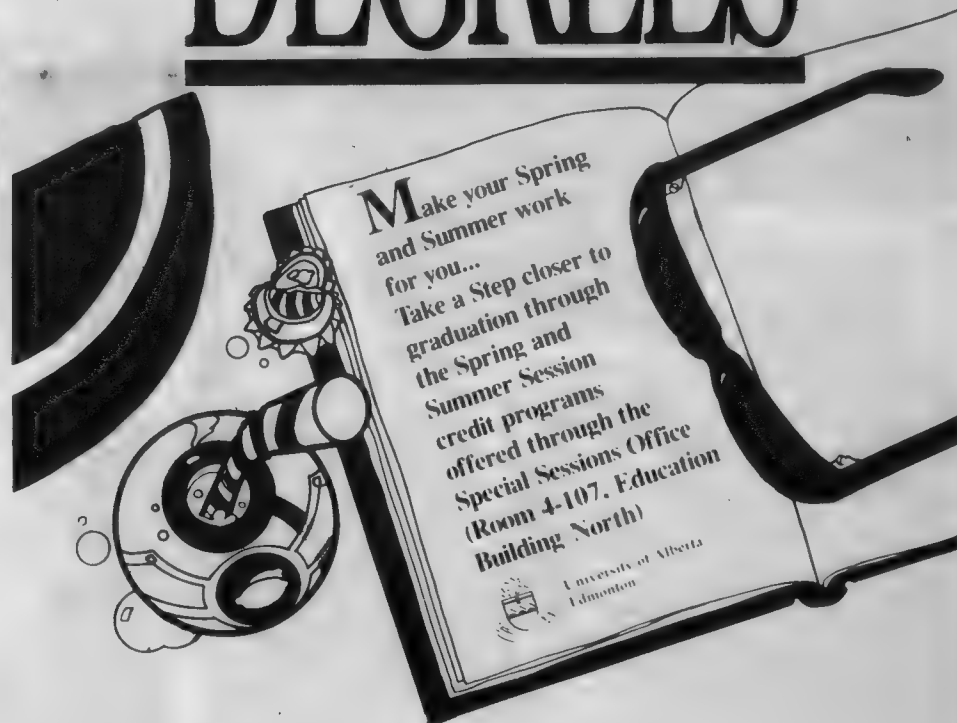 DEGREES
Make your Spring
and Summer work
for you...
Take a Step closer to
graduation through
the Spring and
Summer Session
credit programs
offered through the
Special Sessions Office
(Room 4-107, Education
Building North)
University of Alberta
Edmonton